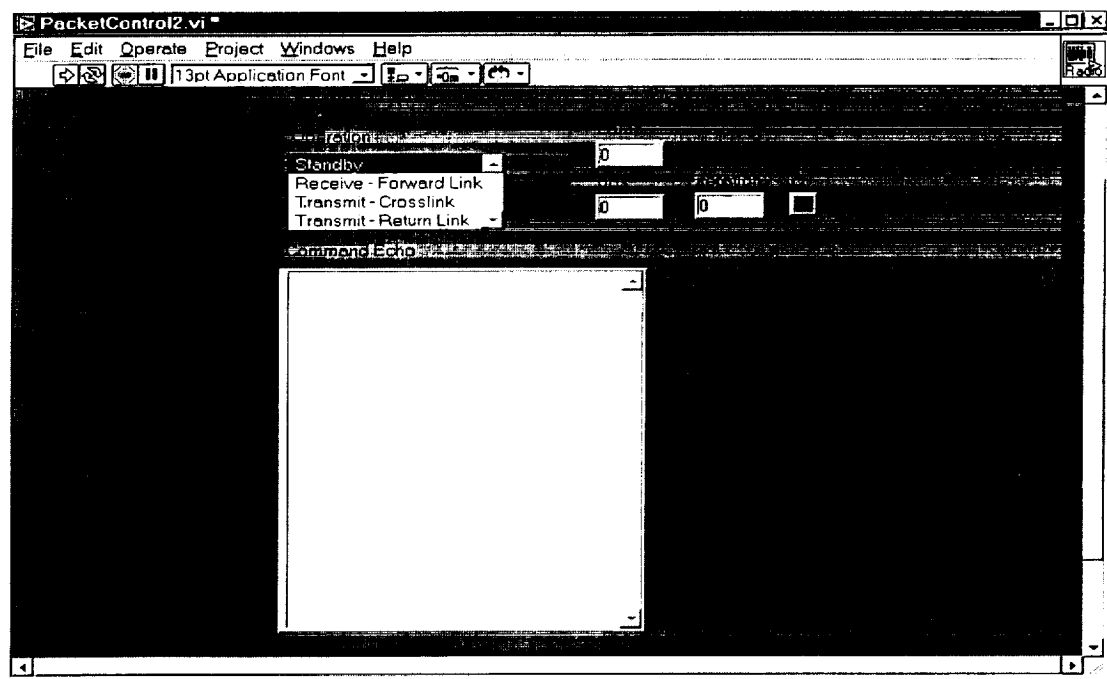 PacketControl2.vi *
File Edit Operate Project Windows Help
13pt Application Font
Radio
Operation
0
Standby
Receive - Forward Link
Transmit - Crosslink
Transmit - Return Link
0 0
Command Echo